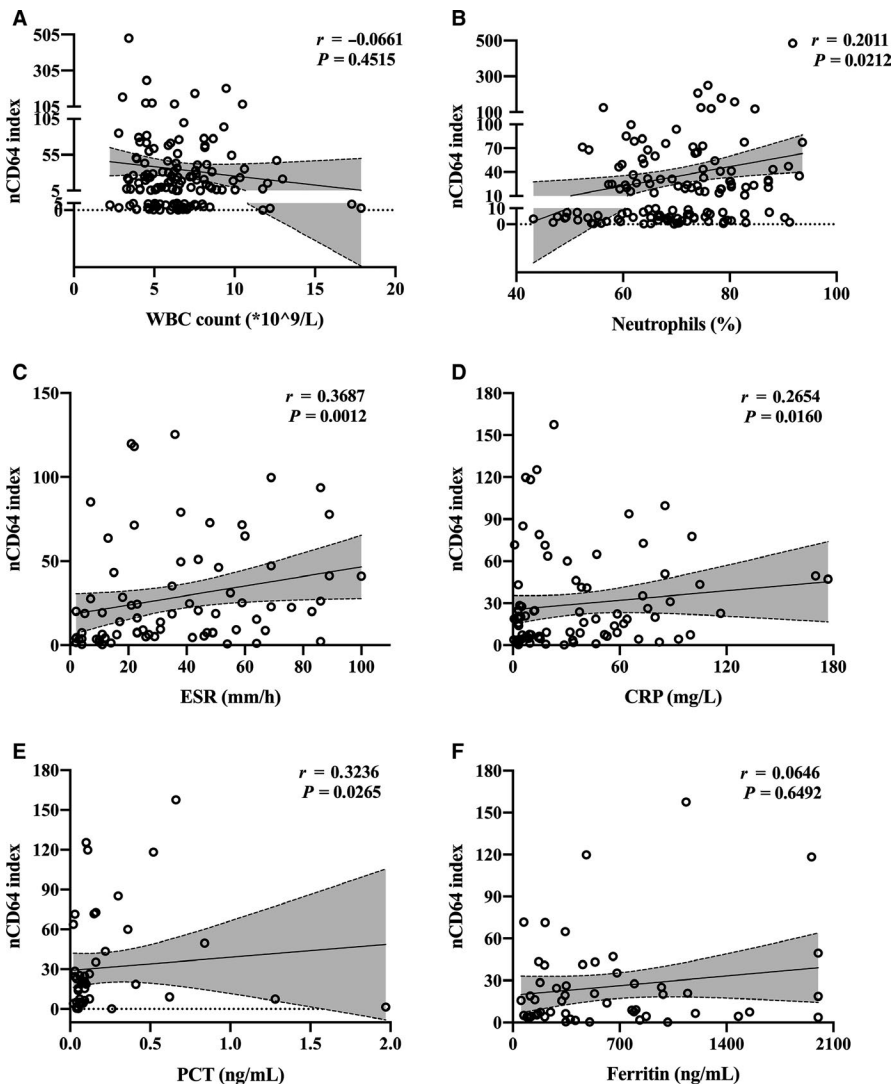 A
nCD64 index
505
305
105
105
55
5
5
0
r = –0.0661
P = 0.4515
0
5
10
15
20
WBC count (*10^9/L)
B
nCD64 index
500
300
100
100
70
40
10
10
0
r = 0.2011
P = 0.0212
40
60
80
100
Neutrophils (%)
C
nCD64 index
150
100
50
0
r = 0.3687
P = 0.0012
0
20
40
60
80
100
ESR (mm/h)
D
nCD64 index
180
150
120
90
60
30
0
r = 0.2654
P = 0.0160
0
60
120
180
CRP (mg/L)
E
nCD64 index
180
150
120
90
60
30
0
r = 0.3236
P = 0.0265
0.0
0.5
1.0
1.5
2.0
PCT (ng/mL)
F
nCD64 index
180
150
120
90
60
30
0
r = 0.0646
P = 0.6492
0
700
1400
2100
Ferritin (ng/mL)